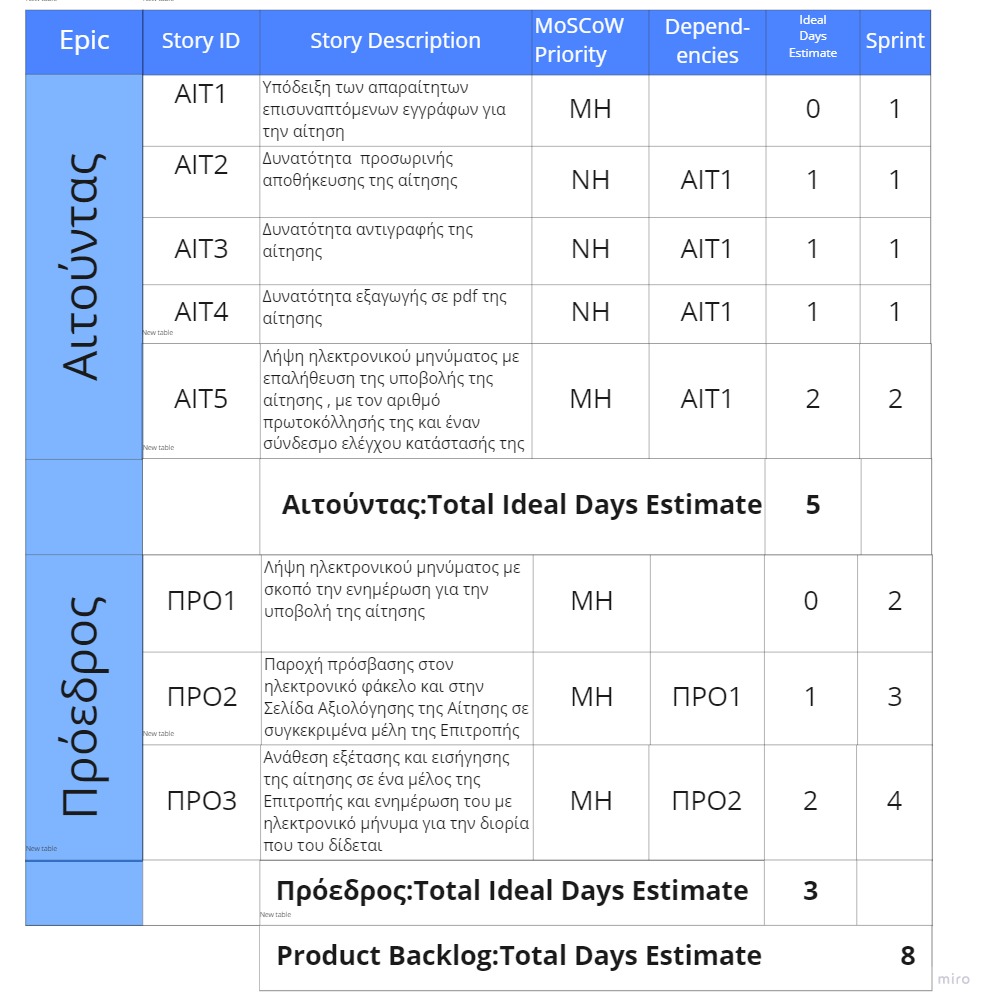 Epic
Story ID
Story Description
MoSCoW
Priority
Depend-
encies
Ideal
Days
Estimate
Sprint
Αιτούντας
ΑΙΤ1
Υπόδειξη των απαραίτητων
επισυναπτόμενων εγγράφων για
την αίτηση
MH
0
1
ΑΙΤ2
Δυνατότητα προσωρινής
αποθήκευσης της αίτησης
NH
ΑΙΤ1
1
1
ΑΙΤ3
Δυνατότητα αντιγραφής της
αίτησης
NH
ΑΙΤ1
1
1
ΑΙΤ4
New table
Δυνατότητα εξαγωγής σε pdf της
αίτησης
NH
ΑΙΤ1
1
1
ΑΙΤ5
New table
Λήψη ηλεκτρονικού μηνύματος με
επαλήθευση της υποβολής της
αίτησης , με τον αριθμό
πρωτοκόλλησής της και έναν
σύνδεσμο ελέγχου κατάστασής της
MH
ΑΙΤ1
2
2
Αιτούντας:Total Ideal Days Estimate
5
Πρόεδρος
ΠΡΟ1
Λήψη ηλεκτρονικού μηνύματος με
σκοπό την ενημέρωση για την
υποβολή της αίτησης
MH
0
2
ΠΡΟ2
New table
Παροχή πρόσβασης στον
ηλεκτρονικό φάκελο και στην
Σελίδα Αξιολόγησης της Αίτησης σε
συγκεκριμένα μέλη της Επιτροπής
MH
ΠΡΟ1
1
3
ΠΡΟ3
Ανάθεση εξέτασης και εισήγησης
της αίτησης σε ένα μέλος της
Επιτροπής και ενημέρωση του με
ηλεκτρονικό μήνυμα για την διορία
που του δίδεται
MH
ΠΡΟ2
2
4
New table
Πρόεδρος:Total Ideal Days Estimate
3
New table
Product Backlog:Total Days Estimate
8
miro